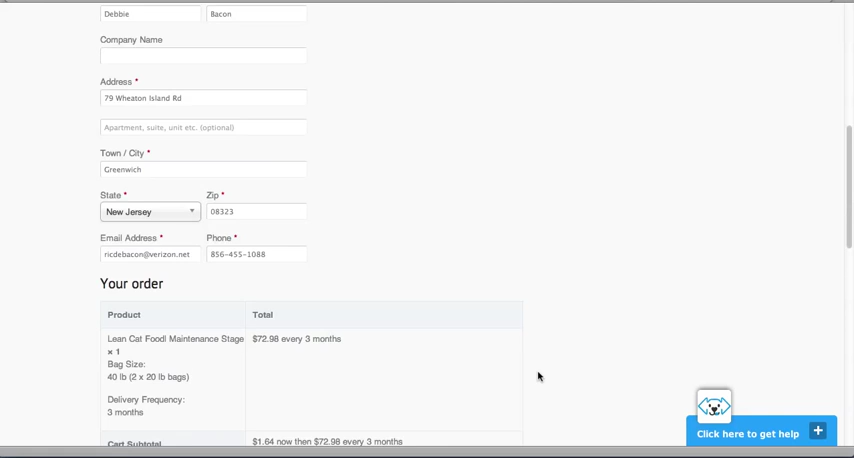 Debbie Bacon
Company Name
Address *
79 Wheaton Island Rd
Apartment, suite, unit etc. (optional)
Town / City *
Greenwich
State * Zip *
New Jersey 08323
Email Address * Phone *
ricdebacon@verizon.net 856-455-1088
Your order
Product Total
Lean Cat Food| Maintenance Stage $72.98 every 3 months
× 1
Bag Size:
40 lb (2 x 20 lb bags)
Delivery Frequency:
3 months
Cart Subtotal $1.64 now then $72.98 every 3 months
Click here to get help +